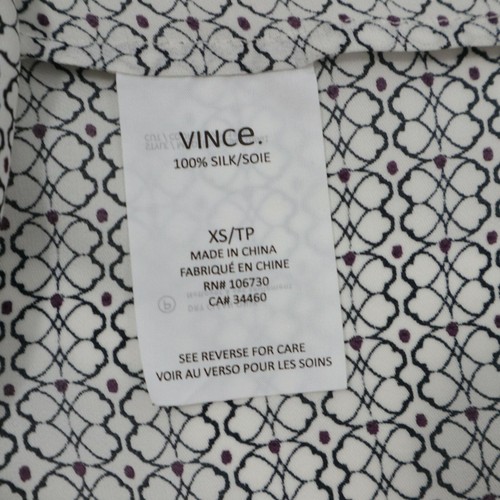 VINCe.
100% SILK/SOIE
XS/TP
MADE IN CHINA
FABRIQUÉ EN CHINE
RN# 106730
CA# 34460
SEE REVERSE FOR CARE
VOIR AU VERSO POUR LES SOINS